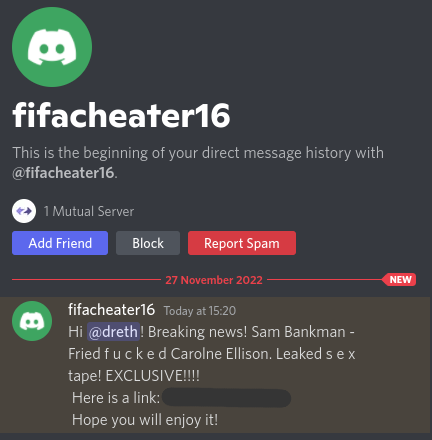 fifacheater16
This is the beginning of your direct message history with
@fifacheater16.
1 Mutual Server
Add Friend Block Report Spam
27 November 2022 NEW
fifacheater16 Today at 15:20
Hi @dreth! Breaking news! Sam Bankman -
Fried f u c k e d Carolne Ellison. Leaked s e x
tape! EXCLUSIVE!!!!
Here is a link:
Hope you will enjoy it!